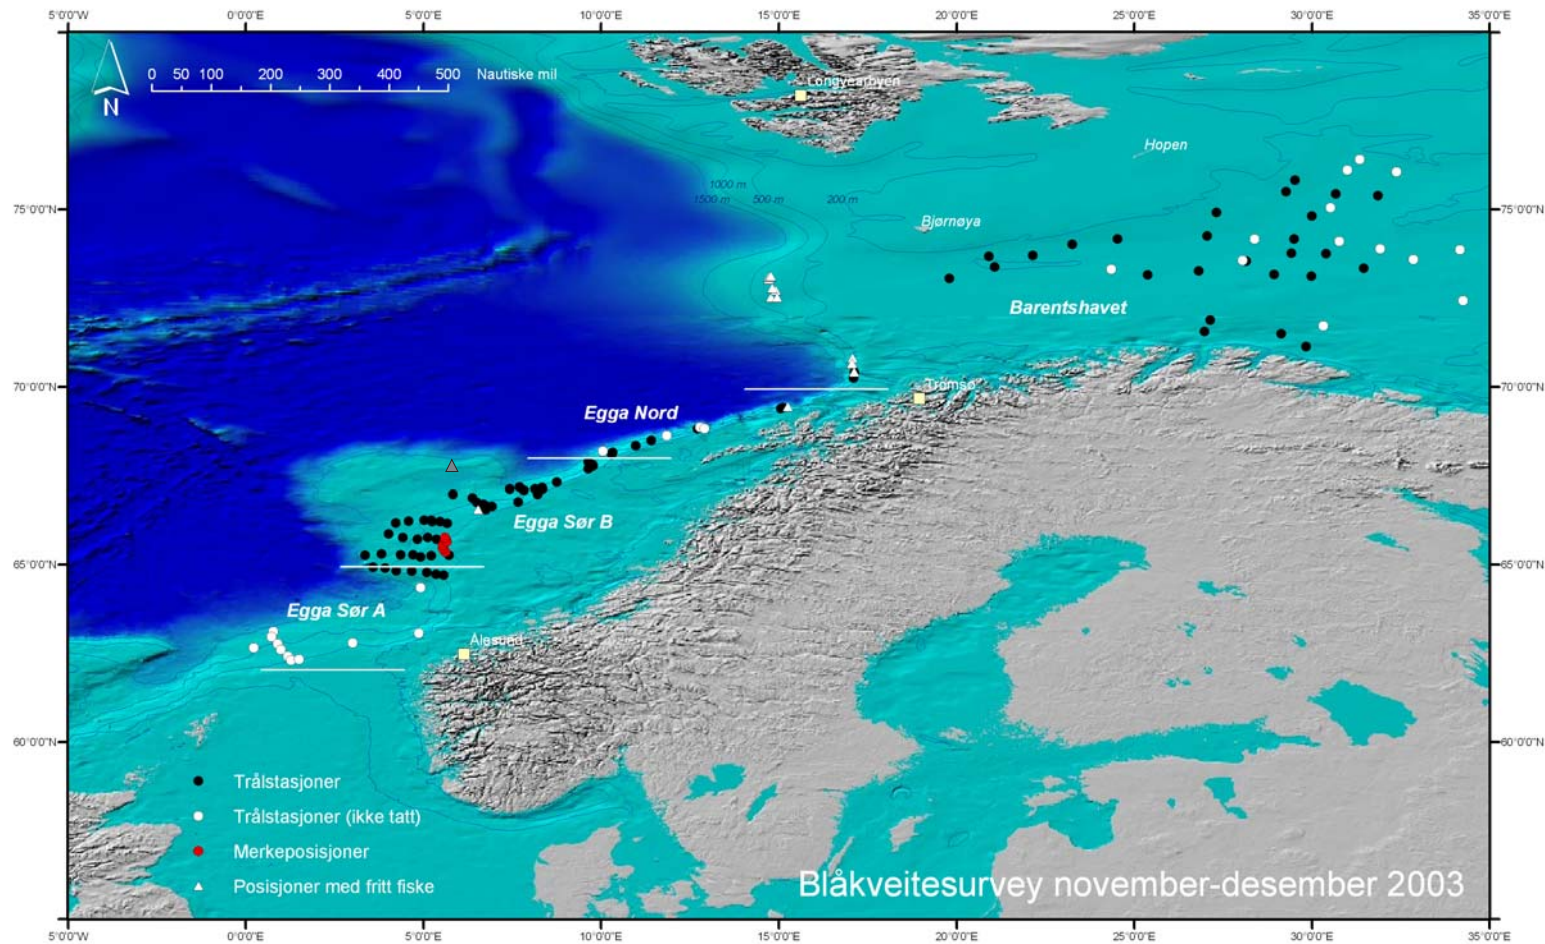 5°0'0"W 0°0'0"E 5°0'0"E 10°0'0"E 15°0'0"E 20°0'0"E 25°0'0"E 30°0'0"E 35°0'0"E
0 50 100 200 300 400 500 Nautiske mil
N
Longyearbyen
Hopen
1000 m
1500 m 500 m 200 m
75°0'0"N 75°0'0"N
Bjørnøya
Barentshavet
70°0'0"N 70°0'0"N
Tromsø
Egga Nord
Egga Sør B
65°0'0"N 65°0'0"N
Egga Sør A
Ålesund
60°0'0"N 60°0'0"N
Trålstasjoner
Trålstasjoner (ikke tatt)
Merkeposisjoner
Posisjoner med fritt fiske
Blåkveitesurvey november-desember 2003
5°0'0"W 0°0'0"E 5°0'0"E 10°0'0"E 15°0'0"E 20°0'0"E 25°0'0"E 30°0'0"E 35°0'0"E